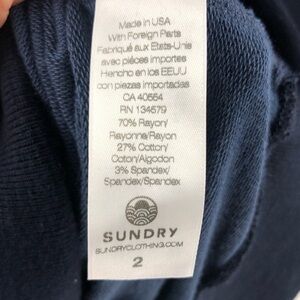 Made in USA
With Foreign Parts
Fabriqué aux Etats-Unis
avec pièces importes
Hencho en los EEUU
con piezas importadas
CA 40554
RN 134579
70% Rayon/
Rayonne/Rayon
27% Cotton/
Coton/Algodon
3% Spandex/
Spandex/Spandex
SUNDRY
SUNDRYCLOTHING.COM
2